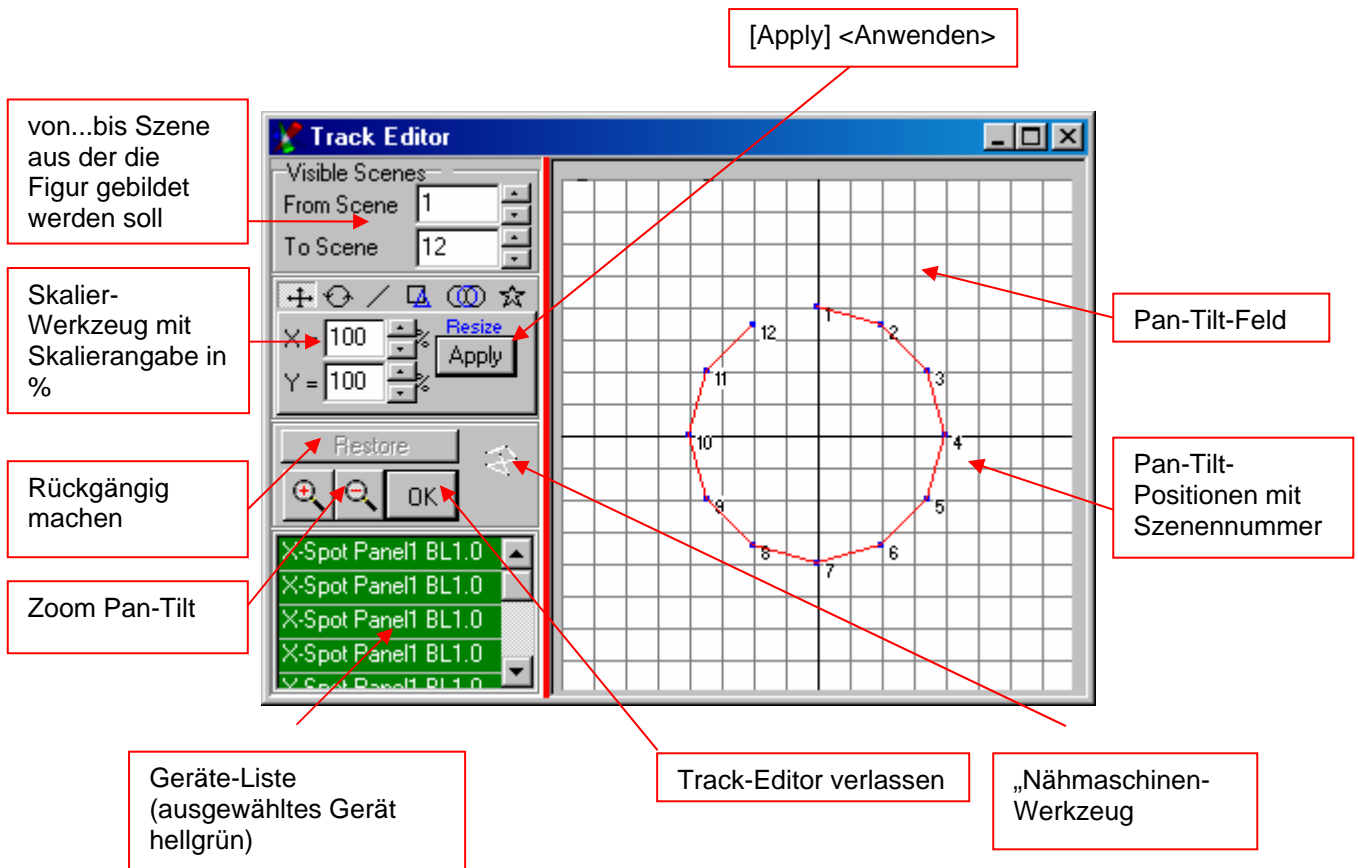 [Apply] <Anwenden>
von...bis Szene
aus der die
Figur gebildet
werden soll
Track Editor
Visible Scenes
From Scene 1
To Scene 12
Skalier-
Werkzeug mit
Skalierangabe in
%
X = 100 %
Resize
Apply
Y = 100 %
Pan-Tilt-Feld
1
2
3
4
5
6
7
8
9
10
11
12
Restore
OK
Rückgängig
machen
Pan-Tilt-
Positionen mit
Szenennummer
Zoom Pan-Tilt
X-Spot Panel1 BL1.0
X-Spot Panel1 BL1.0
X-Spot Panel1 BL1.0
X-Spot Panel1 BL1.0
X-Spot Panel1 BL1.0
Geräte-Liste
(ausgewähltes Gerät
hellgrün)
Track-Editor verlassen
„Nähmaschinen-
Werkzeug